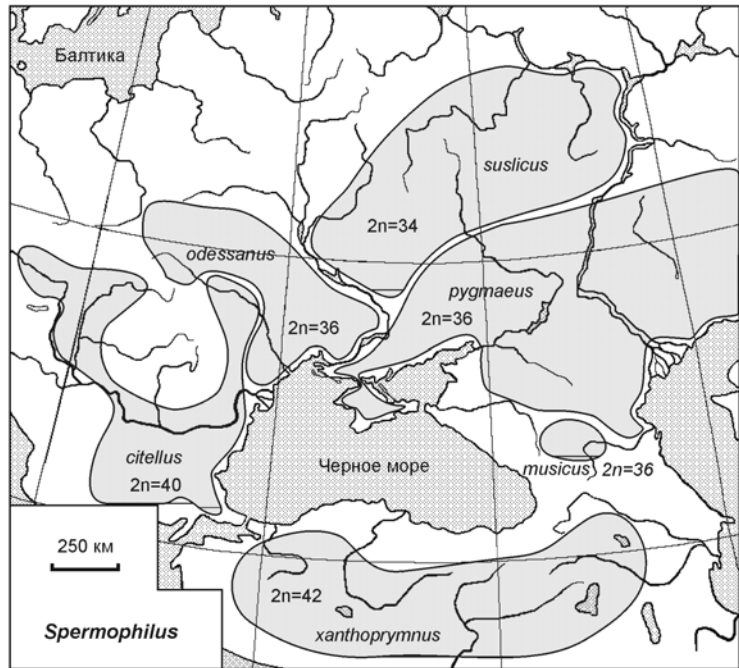 Балтика
suslicus
2n=34
odessanus
pygmaeus
2n=36
2n=36
citellus
2n=40
Черное море
musicus 2n=36
250 км
2n=42
Spermophilus
xanthoprymnus